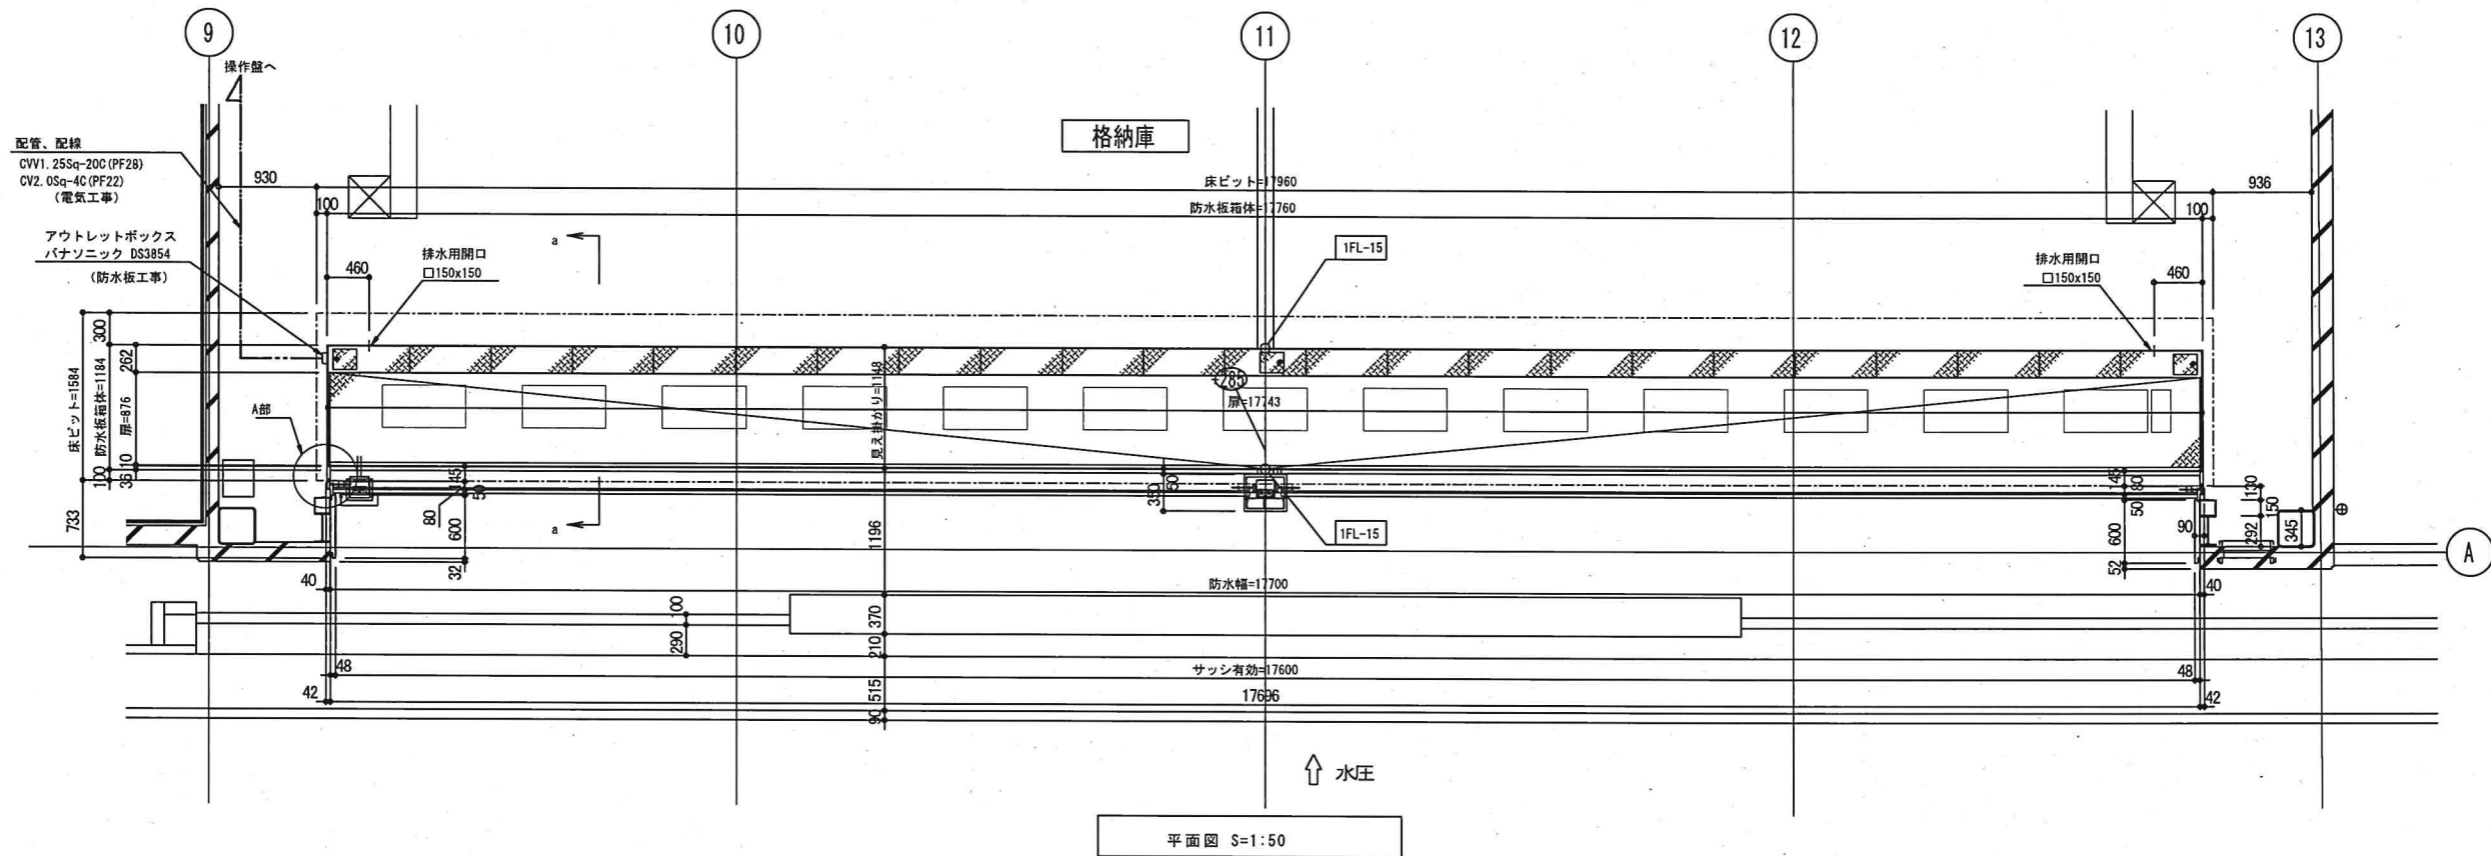 9
10
11
12
13
操作盤へ
格納庫
配管、配線
CVV1.25Sq-20C(PF28)
CV2.0Sq-4C(PF22)
(電気工事)
930
床ピット=17960
936
100
防水板箱体=17760
100
アウトレットボックス
パナソニック DS3854
(防水板工事)
a
1FL-15
460
排水用開口
□150x150
排水用開口
□150x150
460
床ピット=1584
300
防水板箱体=1184
262
扉=876
10
100
36
733
A部
見え掛かり=1148
-285
扉=17743
145
50
80
600
32
a
350
50
1196
1FL-15
145
80
50
600
52
90
130
150
292
345
A
40
防水幅=17700
40
100
290
370
210
48
サッシ有効=17600
48
42
515
17696
42
90
水圧
平面図 S=1:50